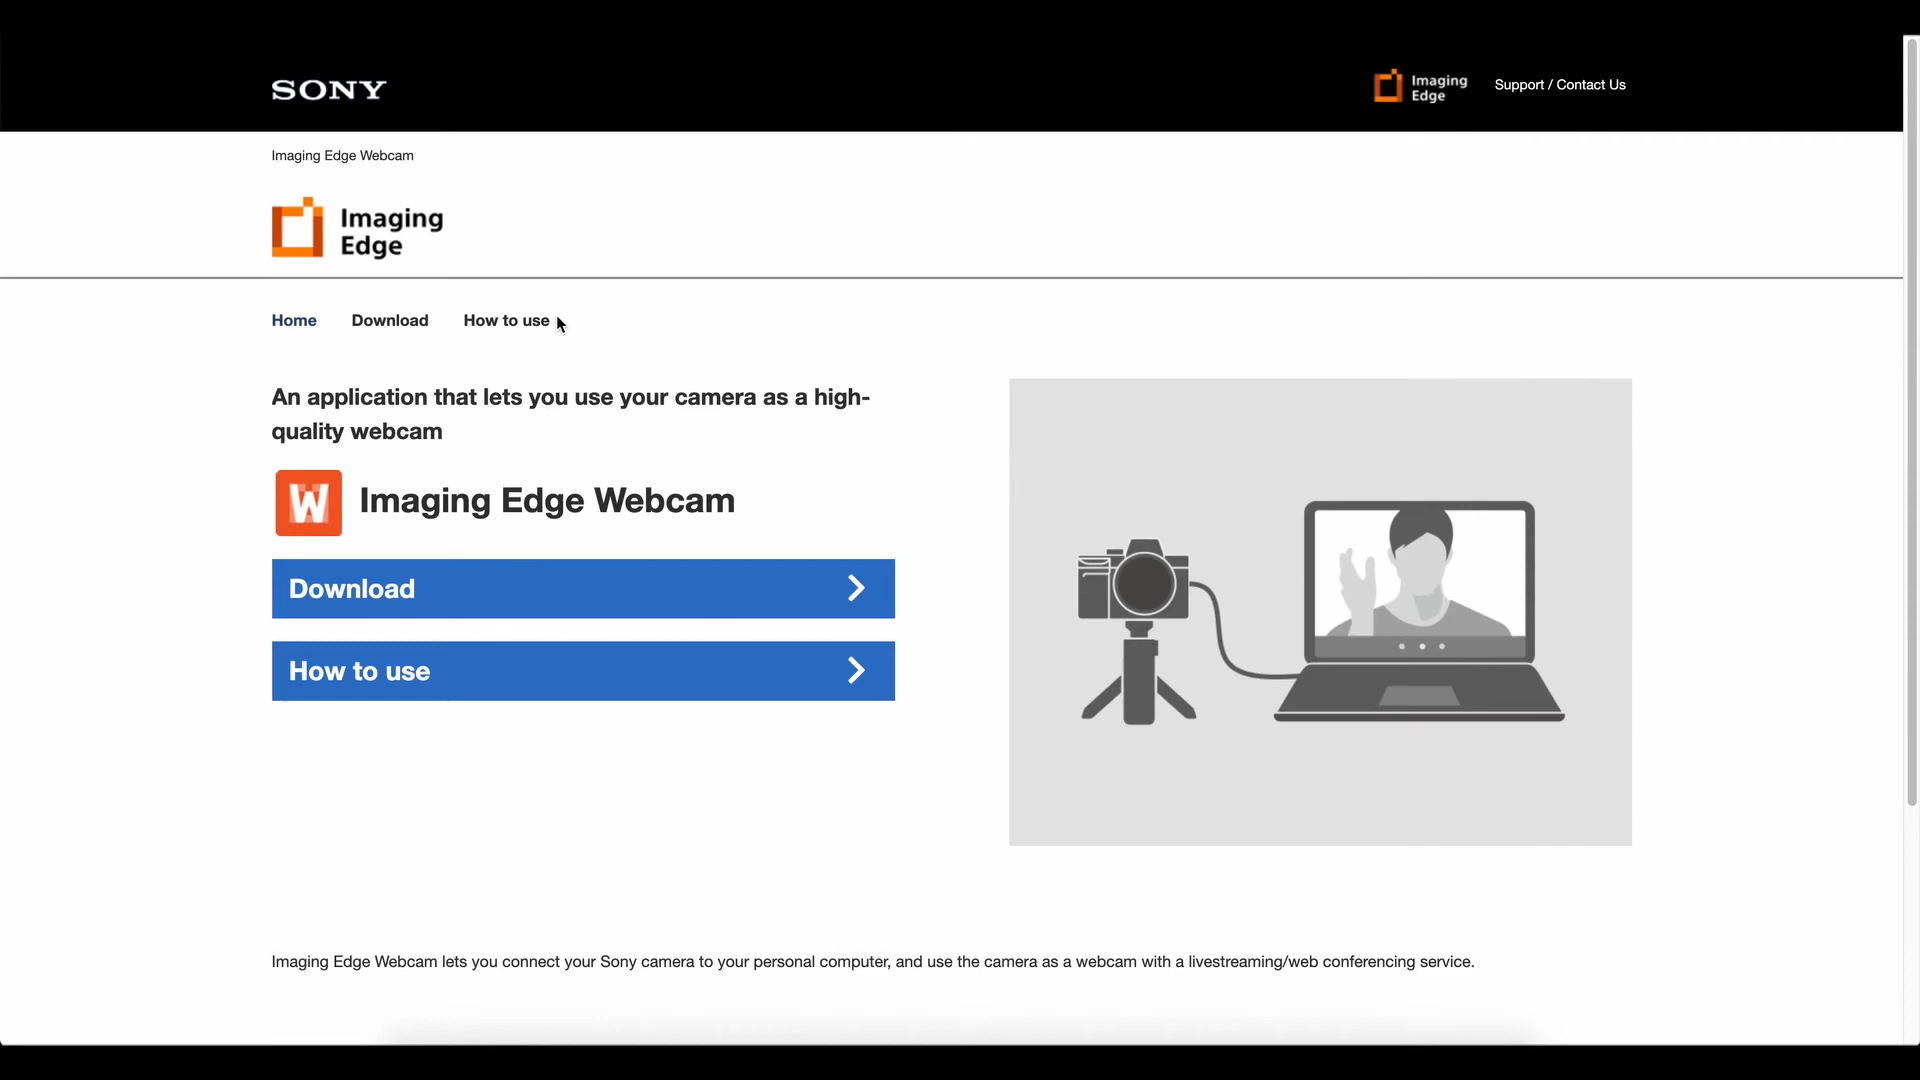 SONY
Imaging
Edge
Support / Contact Us
Imaging Edge Webcam
Imaging
Edge
Home
Download
How to use
An application that lets you use your camera as a high-
quality webcam
W
Imaging Edge Webcam
Download
How to use
Imaging Edge Webcam lets you connect your Sony camera to your personal computer, and use the camera as a webcam with a livestreaming/web conferencing service.